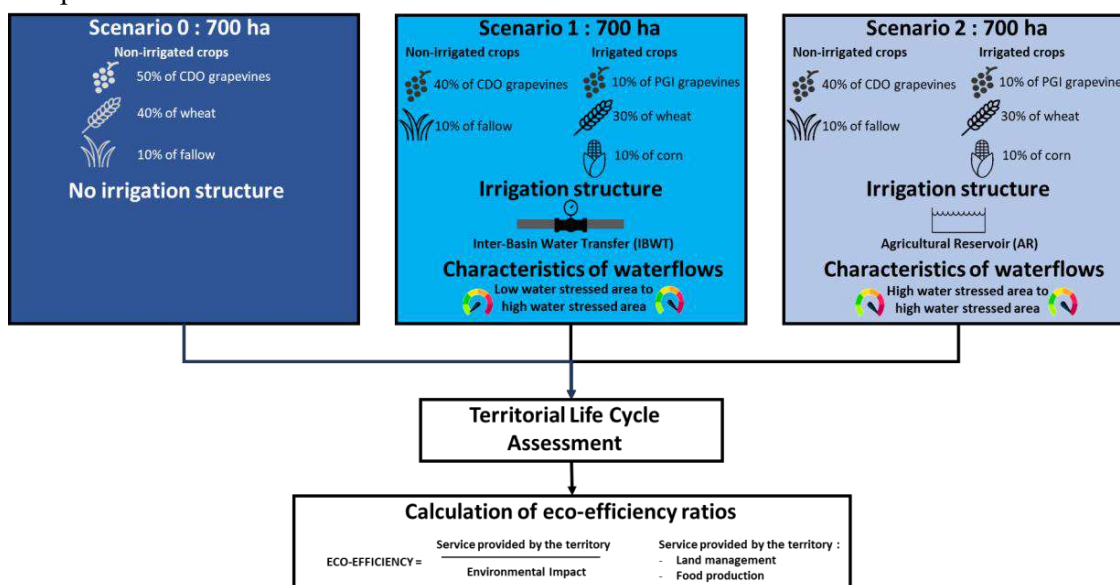 Scenario 0 : 700 ha
Non-irrigated crops
50% of CDO grapevines
40% of wheat
10% of fallow
No irrigation structure
Scenario 1 : 700 ha
Non-irrigated crops
Irrigated crops
40% of CDO grapevines
10% of PGI grapevines
10% of fallow
30% of wheat
10% of corn
Irrigation structure
Inter-Basin Water Transfer (IBWT)
Characteristics of waterflows
Low water stressed area to
high water stressed area
Scenario 2 : 700 ha
Non-irrigated crops
Irrigated crops
40% of CDO grapevines
10% of PGI grapevine
10% of fallow
30% of wheat
10% of corn
Irrigation structure
Agricultural Reservoir (AR)
Characteristics of waterflows
High water stressed area to
high water stressed area
Territorial Life Cycle
Assessment
Calculation of eco-efficiency ratios
ECO-EFFICIENCY =
Service provided by the territory
Environmental Impact
Service provided by the territory :
- Land management
- Food production